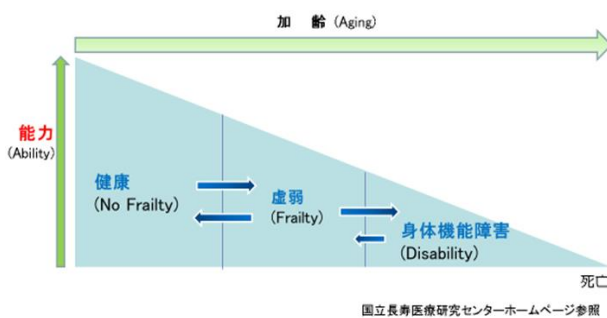 加 齢 (Aging)
能力
(Ability)
健康
(No Frailty)
虚弱
(Frailty)
身体機能障害
(Disability)
死亡
国立長寿医療研究センターホームページ参照